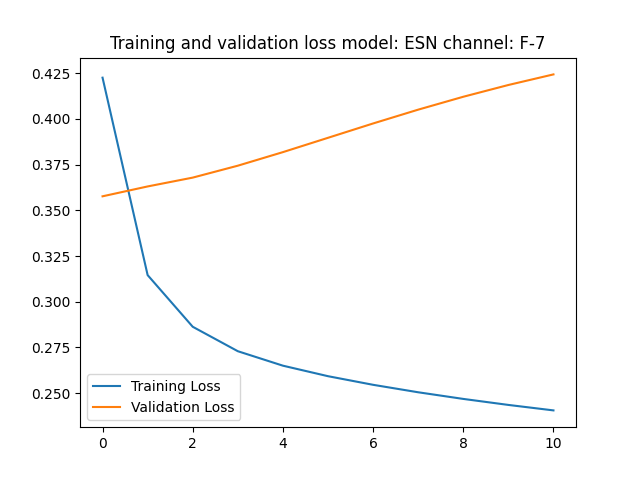 Training and validation loss model: ESN channel: F-7
0.425
0.400
0.375
0.350
0.325
0.300
0.275
0.250
Training Loss
Validation Loss
0 2 4 6 8 10